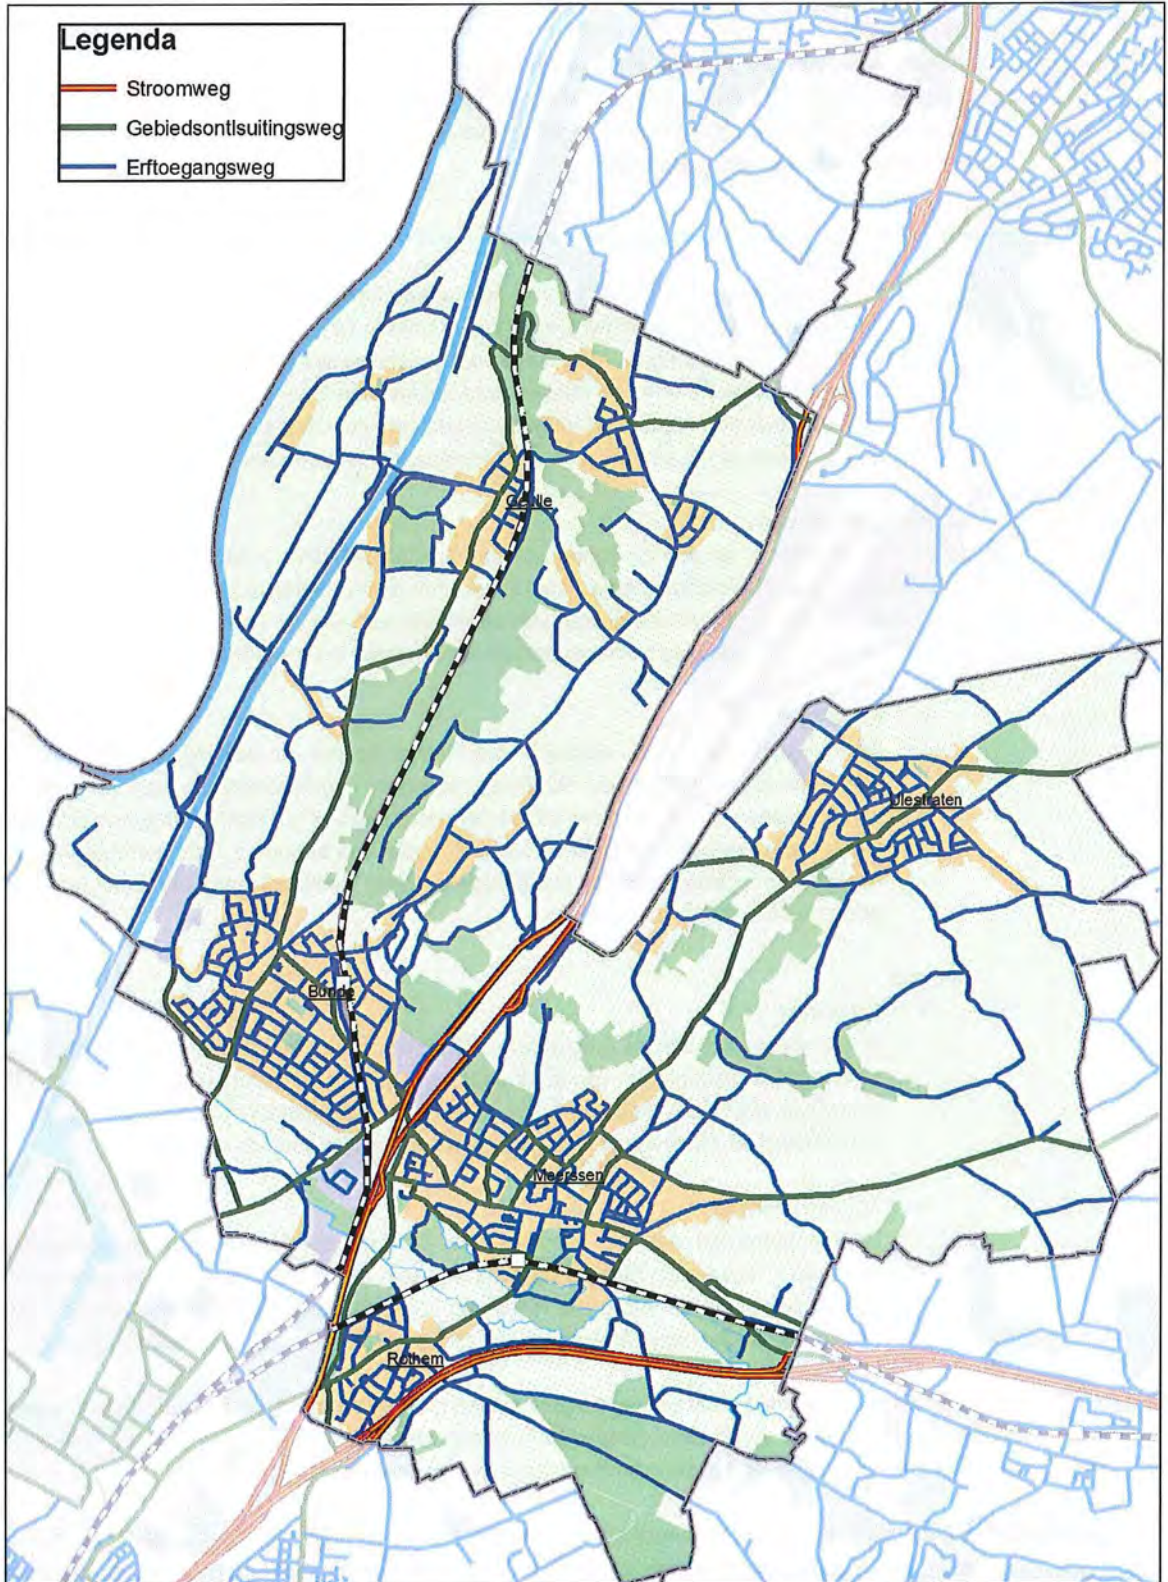 Legenda
Stroomweg
Gebiedsontlsuitingsweg
Erftoegangsweg
Geulle
Ulestraten
Bunde
Meerssen
Rothem